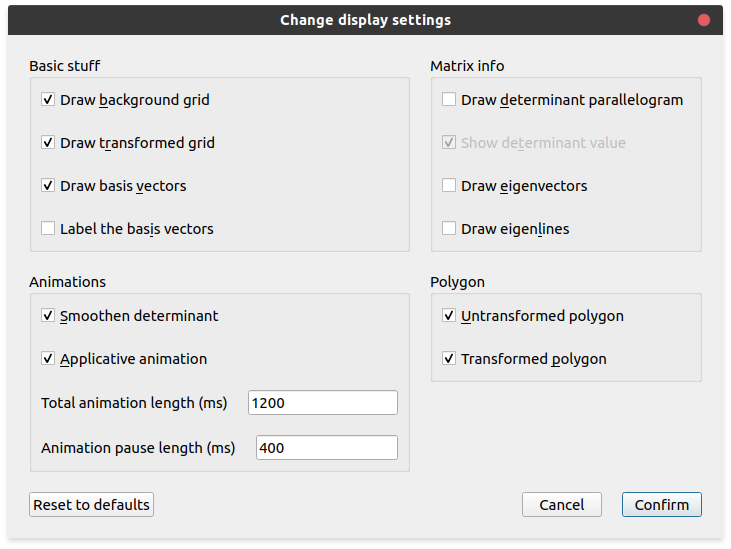 Change display settings
Basic stuff
Draw background grid
Draw transformed grid
Draw basis vectors
Label the basis vectors
Matrix info
Draw determinant parallelogram
Show determinant value
Draw eigenvectors
Draw eigenlines
Animations
Smoothen determinant
Applicative animation
Total animation length (ms) 1200
Animation pause length (ms) 400
Polygon
Untransformed polygon
Transformed polygon
Reset to defaults
Cancel
Confirm